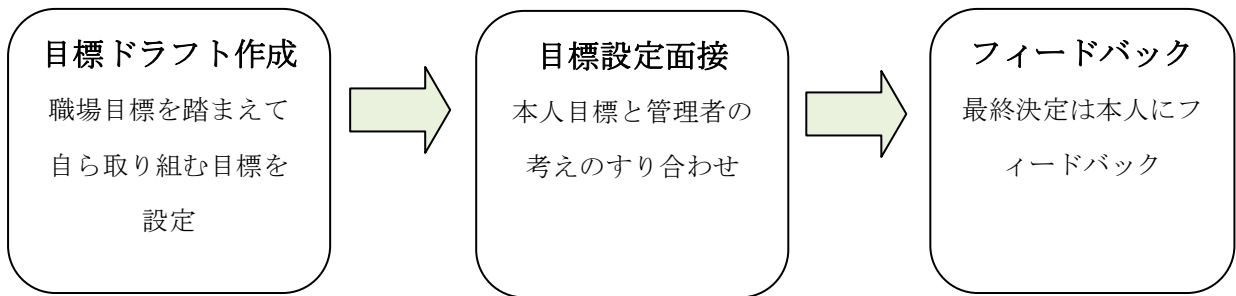 目標ドラフト作成
職場目標を踏まえて
自ら取り組む目標を
設定
目標設定面接
本人目標と管理者の
考えのすり合わせ
フィードバック
最終決定は本人にフ
ィードバック